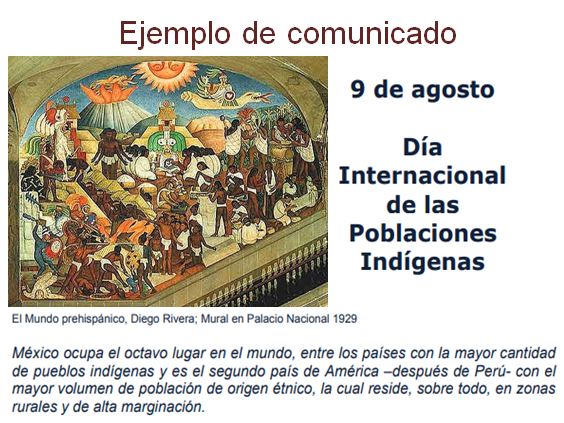 Ejemplo de comunicado
9 de agosto
Día
Internacional
de las
Poblaciones
Indígenas
El Mundo prehispánico, Diego Rivera; Mural en Palacio Nacional 1929
México ocupa el octavo lugar en el mundo, entre los países con la mayor cantidad
de pueblos indígenas y es el segundo país de América –después de Perú- con el
mayor volumen de población de origen étnico, la cual reside, sobre todo, en zonas
rurales y de alta marginación.